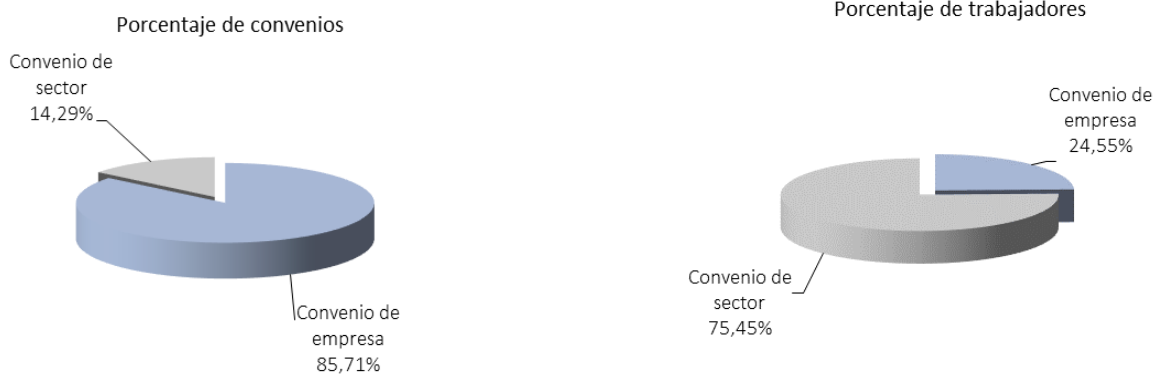 Porcentaje de convenios
Convenio de
sector
14,29%
Convenio de
empresa
85,71%
Porcentaje de trabajadores
Convenio de
empresa
24,55%
Convenio de
sector
75,45%